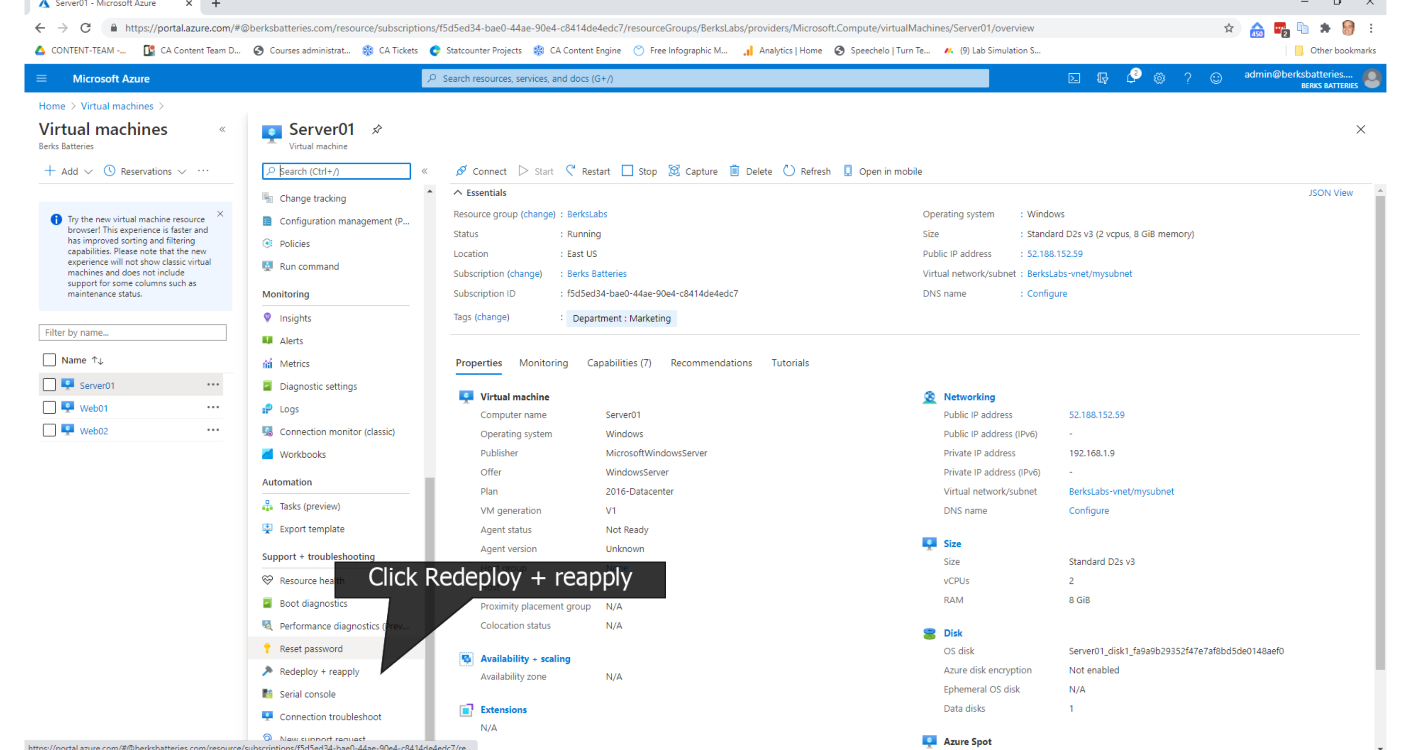 Server01 - Microsoft Azure
https://portal.azure.com/#@berksbatteries.com/resource/subscriptions/f5d5ed34-bae0-44ae-90e4-c8414de4edc7/resourceGroups/BerksLabs/providers/Microsoft.Compute/virtualMachines/Server01/overview
CONTENT-TEAM -... CA Content Team D... Courses administrat... CA Tickets Statcounter Projects CA Content Engine Free Infographic M... Analytics | Home Speechelo | Turn Te... (9) Lab Simulation S... Other bookmarks
Microsoft Azure
Search resources, services, and docs (G+/)
2
admin@berksbatteries....
BERKS BATTERIES
Home > Virtual machines >
Virtual machines
Berks Batteries
+ Add Reservations ...
Try the new virtual machine resource
browser! This experience is faster and
has improved sorting and filtering
capabilities. Please note that the new
experience will not show classic virtual
machines and does not include
support for some columns such as
maintenance status.
Filter by name...
Name
Server01
Web01
Web02
Server01
Virtual machine
Search (Ctrl+/)
Change tracking
Configuration management (P...
Policies
Run command
Monitoring
Insights
Alerts
Metrics
Diagnostic settings
Logs
Connection monitor (classic)
Workbooks
Automation
Tasks (preview)
Export template
Support + troubleshooting
Resource health
Boot diagnostics
Performance diagnostics (Prev...
Reset password
Redeploy + reapply
Serial console
Connection troubleshoot
New support request
Connect Start Restart Stop Capture Delete Refresh Open in mobile
Essentials
JSON View
Resource group (change) : BerksLabs
Status : Running
Location : East US
Subscription (change) : Berks Batteries
Subscription ID : f5d5ed34-bae0-44ae-90e4-c8414de4edc7
Tags (change) : Department : Marketing
Operating system : Windows
Size : Standard D2s v3 (2 vcpus, 8 GiB memory)
Public IP address : 52.188.152.59
Virtual network/subnet : BerksLabs-vnet/mysubnet
DNS name : Configure
Properties Monitoring Capabilities (7) Recommendations Tutorials
Virtual machine
Computer name Server01
Operating system Windows
Publisher MicrosoftWindowsServer
Offer WindowsServer
Plan 2016-Datacenter
VM generation V1
Agent status Not Ready
Agent version Unknown
Click Redeploy + reapply
Proximity placement group N/A
Colocation status N/A
Availability + scaling
Availability zone N/A
Extensions
N/A
Networking
Public IP address 52.188.152.59
Public IP address (IPv6) -
Private IP address 192.168.1.9
Private IP address (IPv6) -
Virtual network/subnet BerksLabs-vnet/mysubnet
DNS name Configure
Size
Size Standard D2s v3
vCPUs 2
RAM 8 GiB
Disk
OS disk Server01_disk1_fa9a9b29352f47e7af8bd5de0148aef0
Azure disk encryption Not enabled
Ephemeral OS disk N/A
Data disks 1
Azure Spot
https://portal.azure.com/#@berksbatteries.com/resource/subscriptions/f5d5ed34-bae0-44ae-90e4-c8414de4edc7/re...